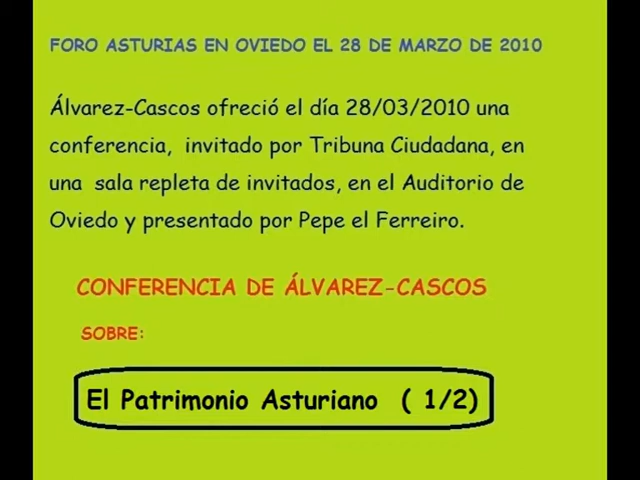 FORO ASTURIAS EN OVIEDO EL 28 DE MARZO DE 2010
Álvarez-Cascos ofreció el día 28/03/2010 una
conferencia, invitado por Tribuna Ciudadana, en
una sala repleta de invitados, en el Auditorio de
Oviedo y presentado por Pepe el Ferreiro.
CONFERENCIA DE ÁLVAREZ-CASCOS
SOBRE:
El Patrimonio Asturiano ( 1/2)